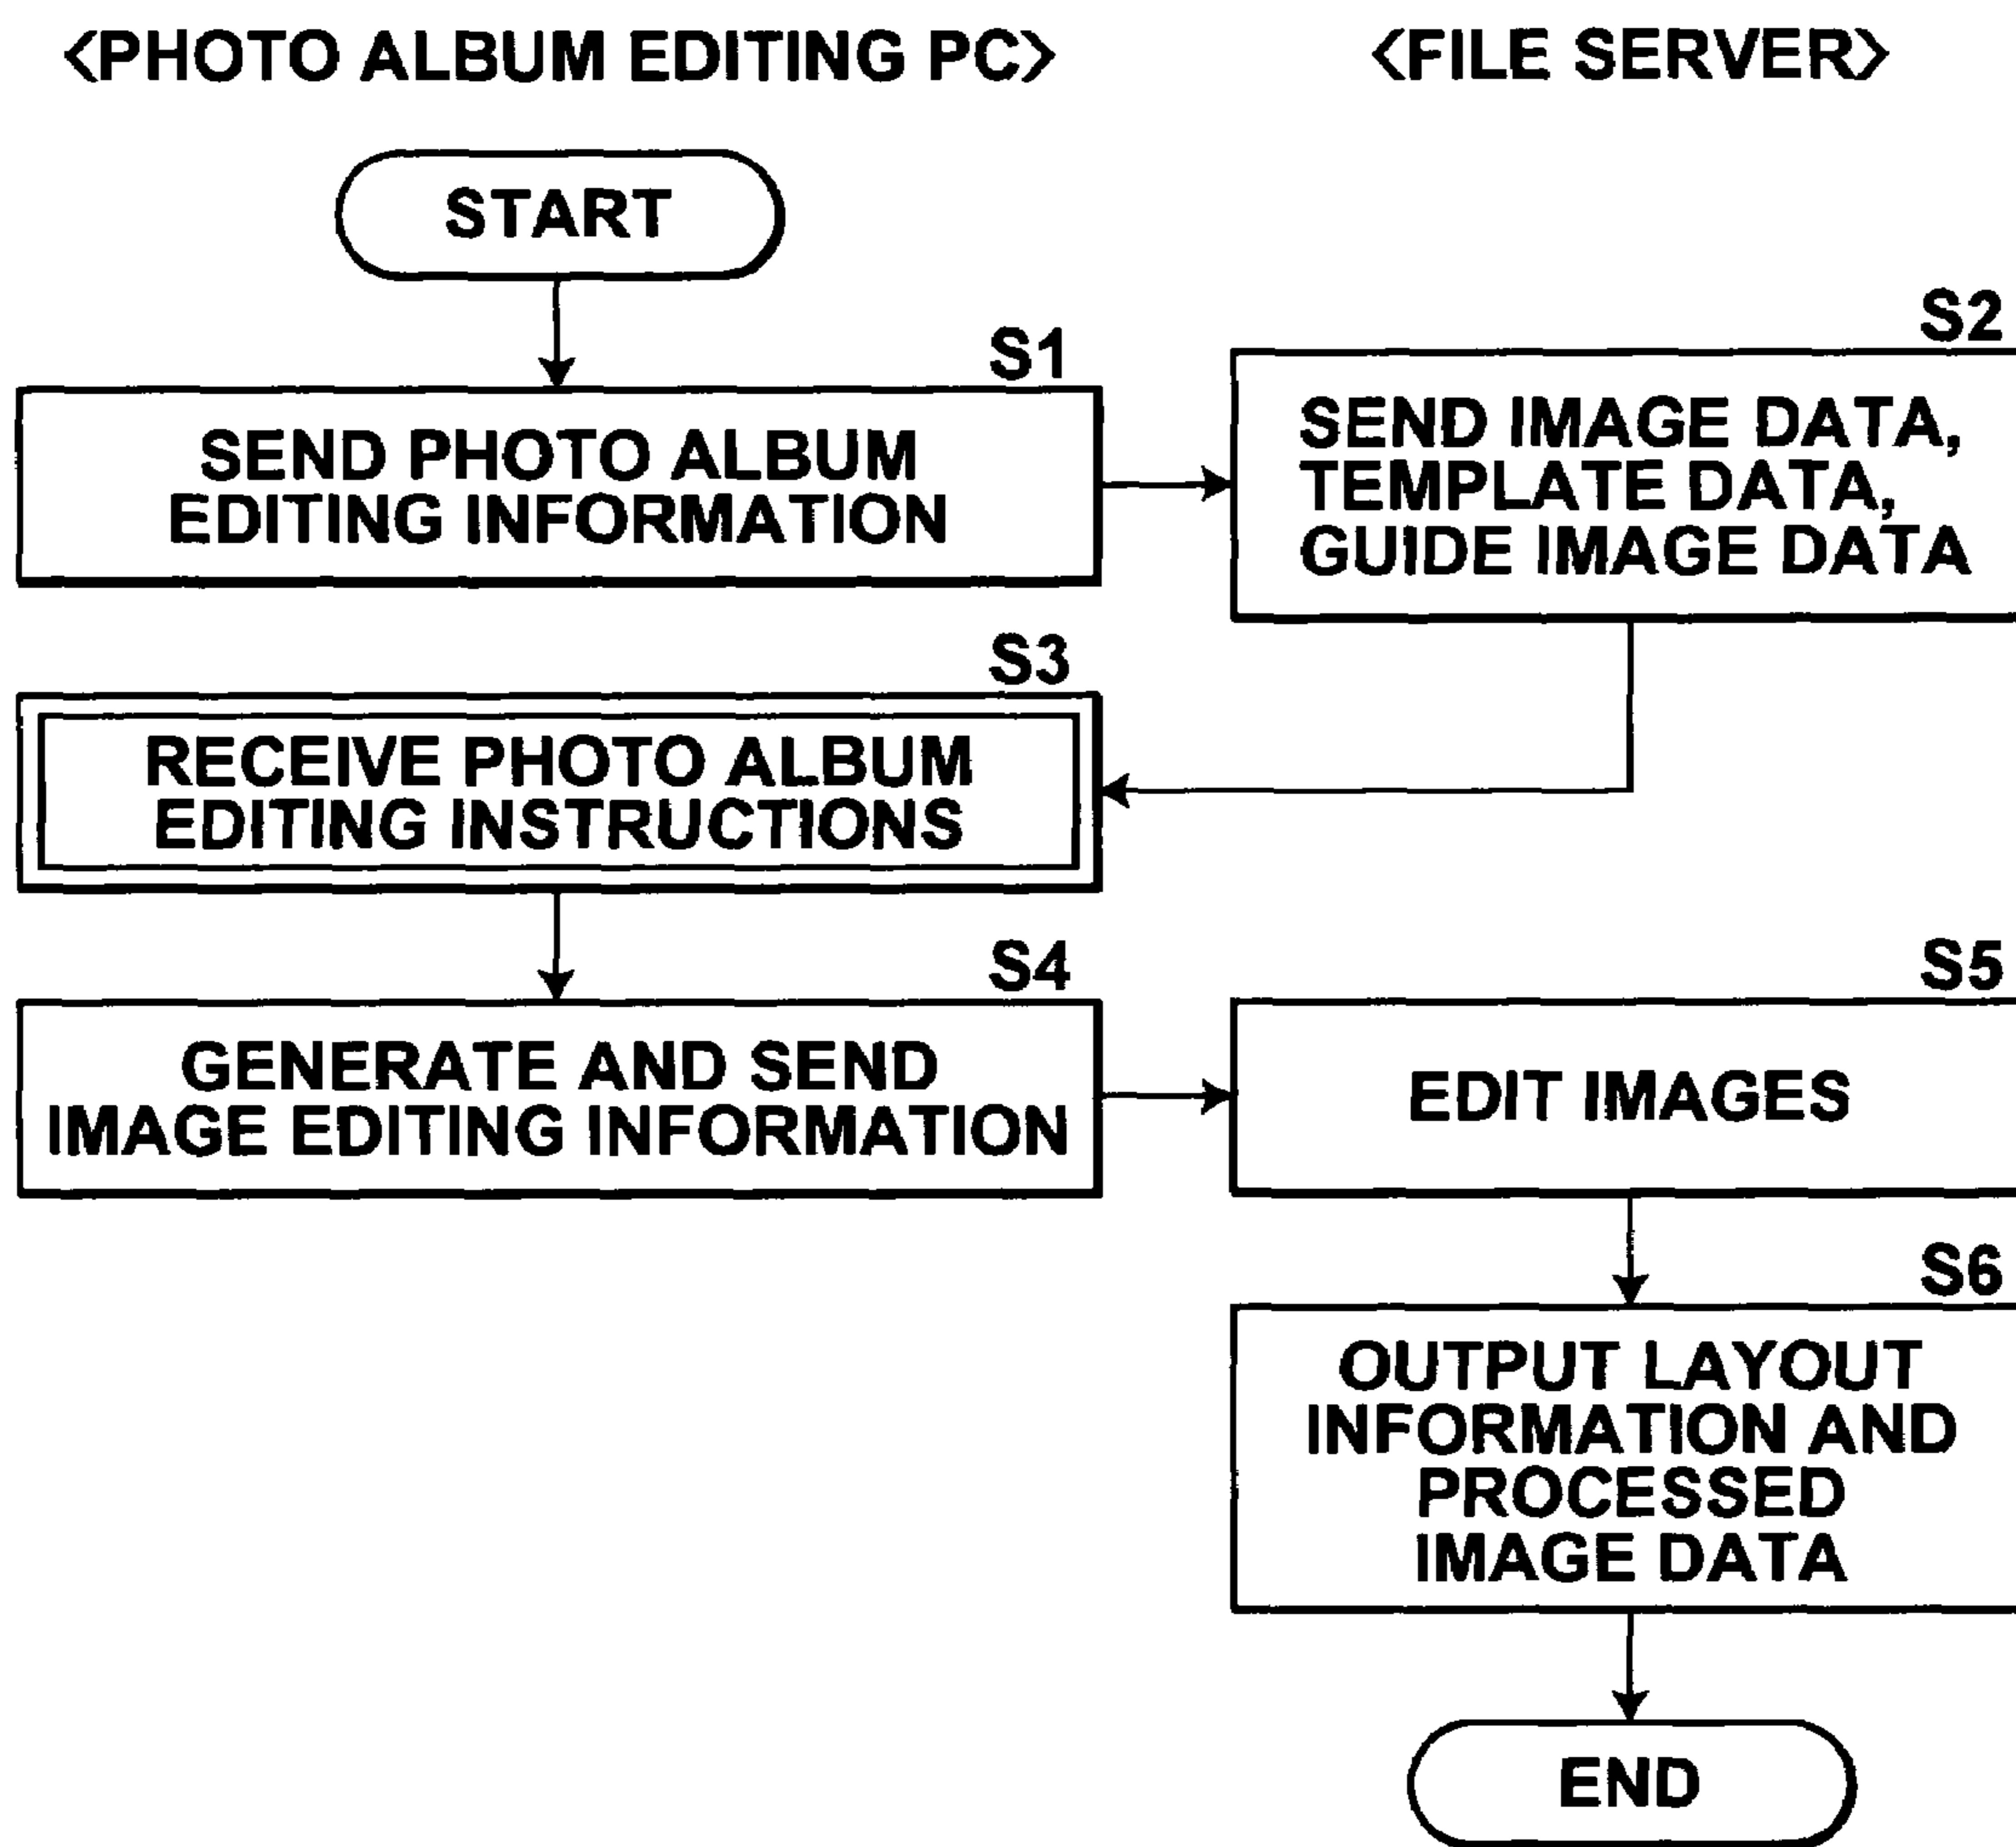 <PHOTO ALBUM EDITING PC>
<FILE SERVER>
START
S1
SEND PHOTO ALBUM
EDITING INFORMATION
S2
SEND IMAGE DATA,
TEMPLATE DATA,
GUIDE IMAGE DATA
S3
RECEIVE PHOTO ALBUM
EDITING INSTRUCTIONS
S4
GENERATE AND SEND
IMAGE EDITING INFORMATION
S5
EDIT IMAGES
S6
OUTPUT LAYOUT
INFORMATION AND
PROCESSED
IMAGE DATA
END